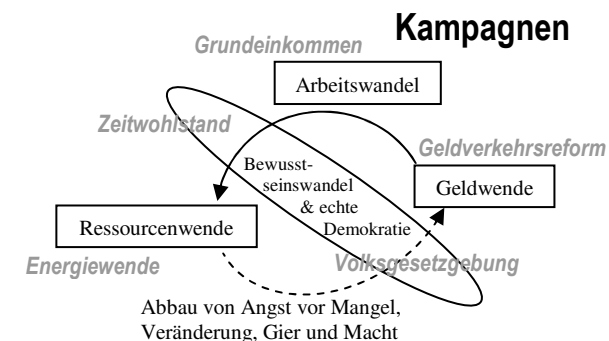 Kampagnen
Grundeinkommen
Arbeitswandel
Zeitwohlstand
Geldverkehrsreform
Bewusst-
seinswandel
& echte
Demokratie
Geldwende
Ressourcenwende
Energiewende
Volksgesetzgebung
Abbau von Angst vor Mangel,
Veränderung, Gier und Macht